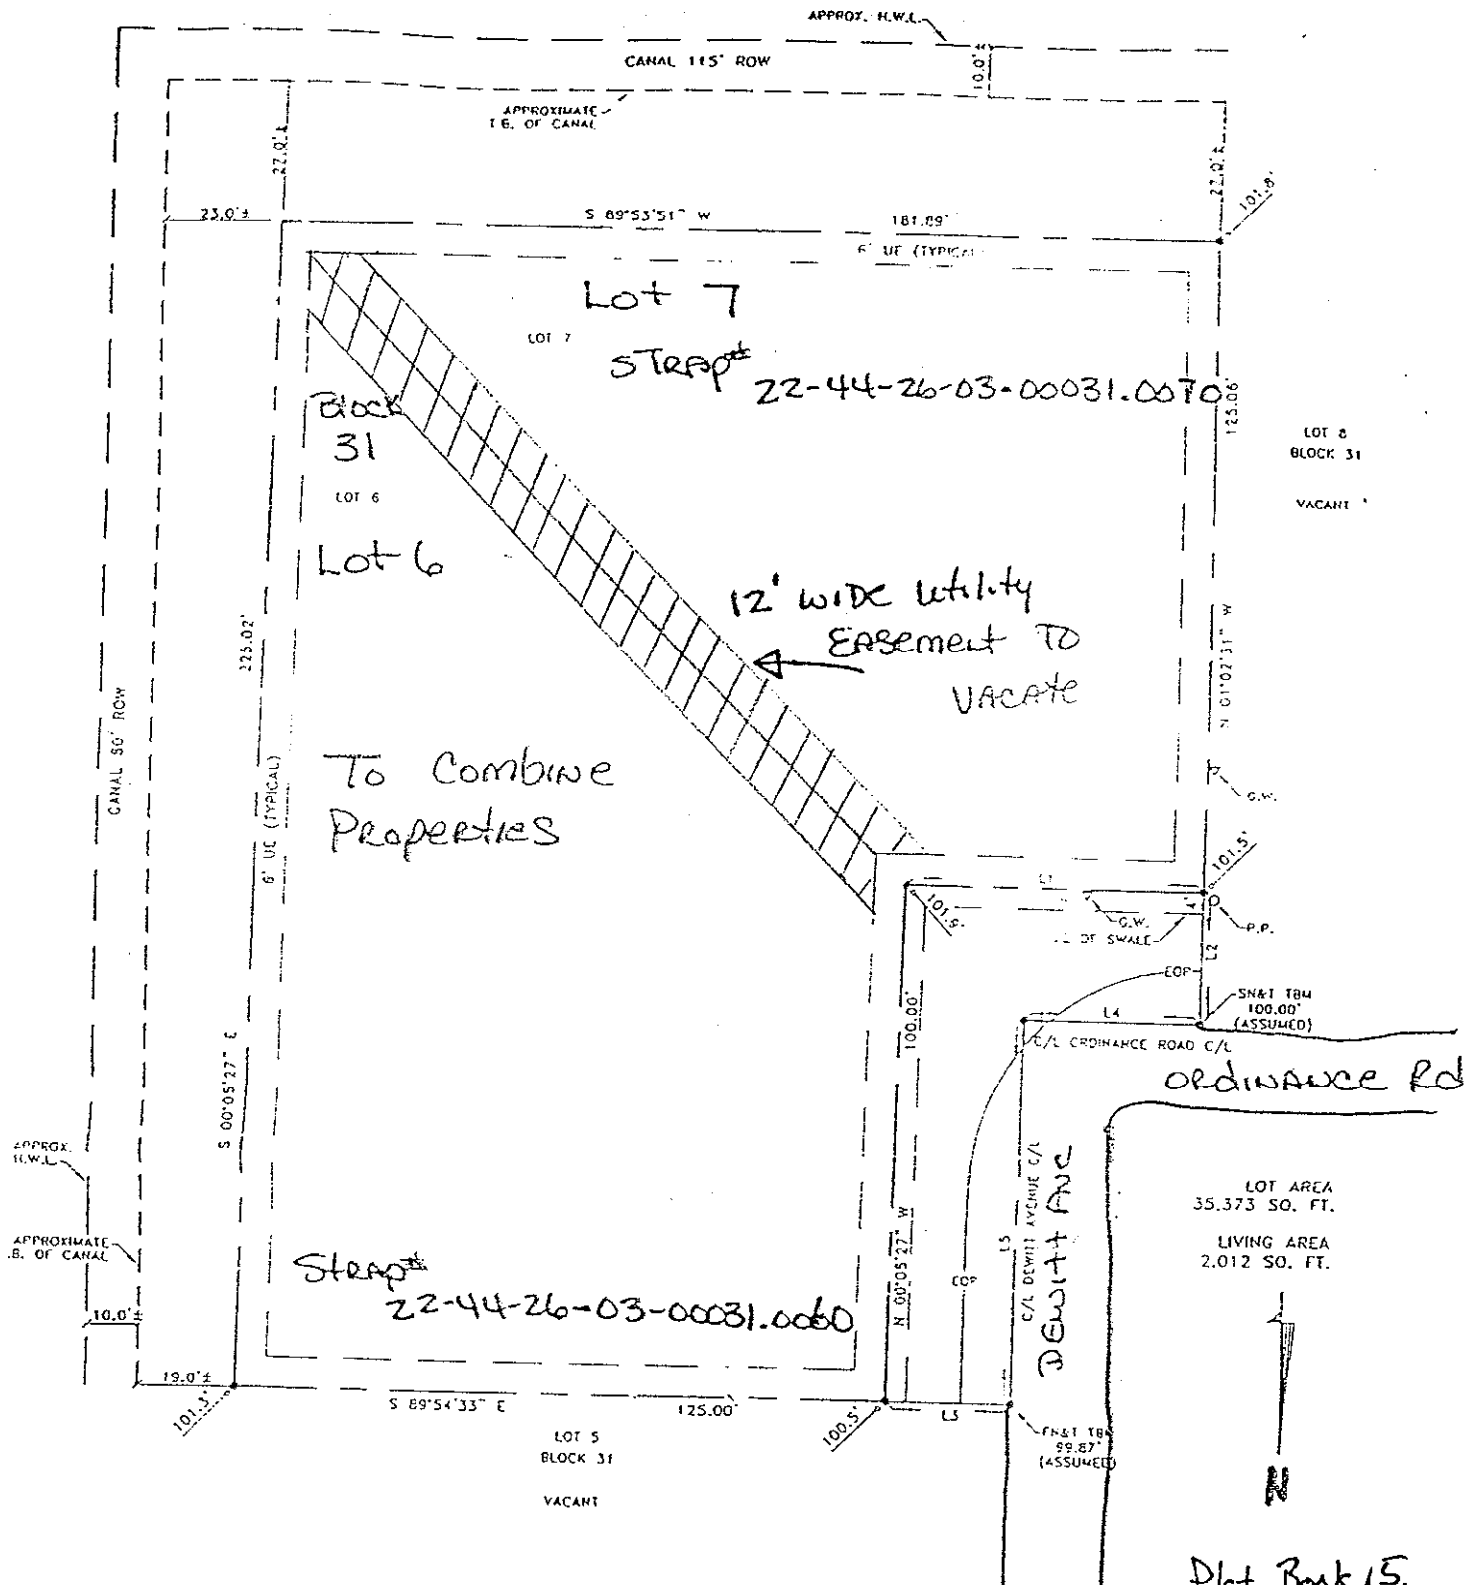 APPROX. H.W.L.
CANAL 115' ROW
10.0'±
APPROXIMATE
T.B. OF CANAL
27.0'±
27.0'±
101.8'
23.0'±
S 89°53'51" W
181.89'
6' UE (TYPICAL)
Lot 7
LOT 7
STRAP#
22-44-26-03-00031.0070
125.06'
Block
31
LOT 8
BLOCK 31
VACANT
LOT 6
Lot 6
12' WIDE Utility
EASEMENT TO
VACATE
225.02'
N 01°02'31" W
CANAL 50' ROW
6' UE (TYPICAL)
To Combine
Properties
G.W.
101.5'
L1
101.9'
G.W.
OF SWALE
4'
P.P.
L2
EOP
SN&T TBM
100.00'
(ASSUMED)
L4
C/L ORDINANCE ROAD C/L
ORDINANCE Rd
100.00'
S 00°05'27" E
APPROX.
H.W.L.
C/L DEWITT AVENUE C/L
DEWITT AVE
LOT AREA
35,373 SQ. FT.
LIVING AREA
2,012 SQ. FT.
APPROXIMATE
.B. OF CANAL
L5
EOP
N 00°05'27" W
STRAP#
22-44-26-03-00031.0060
10.0'±
19.0'±
101.3'
S 89°54'33" E
125.00'
100.5'
L3
FN&T TBM
99.87'
(ASSUMED)
LOT 5
BLOCK 31
VACANT
N
Plat Book 15,